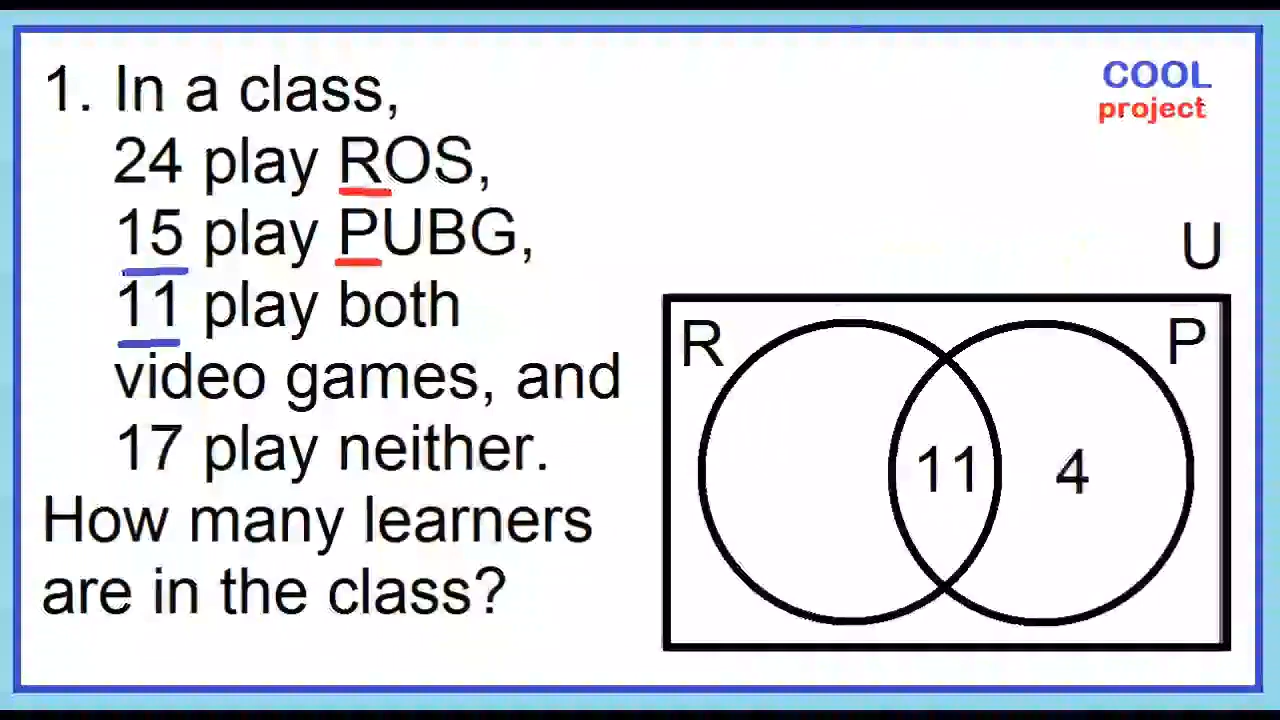 1. In a class,
24 play ROS,
15 play PUBG,
11 play both
video games, and
17 play neither.
How many learners
are in the class?
COOL
project
U
R
P
11
4